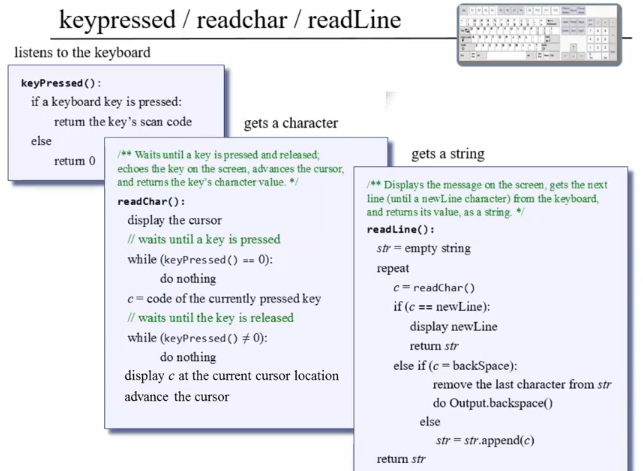 keypressed / readchar / readLine
listens to the keyboard
keyPressed():
if a keyboard key is pressed:
return the key's scan code
else
return 0
gets a character
/** Waits until a key is pressed and released;
echoes the key on the screen, advances the cursor,
and returns the key's character value. */
readChar():
display the cursor
// waits until a key is pressed
while (keyPressed() == 0):
do nothing
c = code of the currently pressed key
// waits until the key is released
while (keyPressed() ≠ 0):
do nothing
display c at the current cursor location
advance the cursor
gets a string
/** Displays the message on the screen, gets the next
line (until a newLine character) from the keyboard,
and returns its value, as a string. */
readLine():
str = empty string
repeat
c = readChar()
if (c == newLine):
display newLine
return str
else if (c = backSpace):
remove the last character from str
do Output.backspace()
else
str = str.append(c)
return str